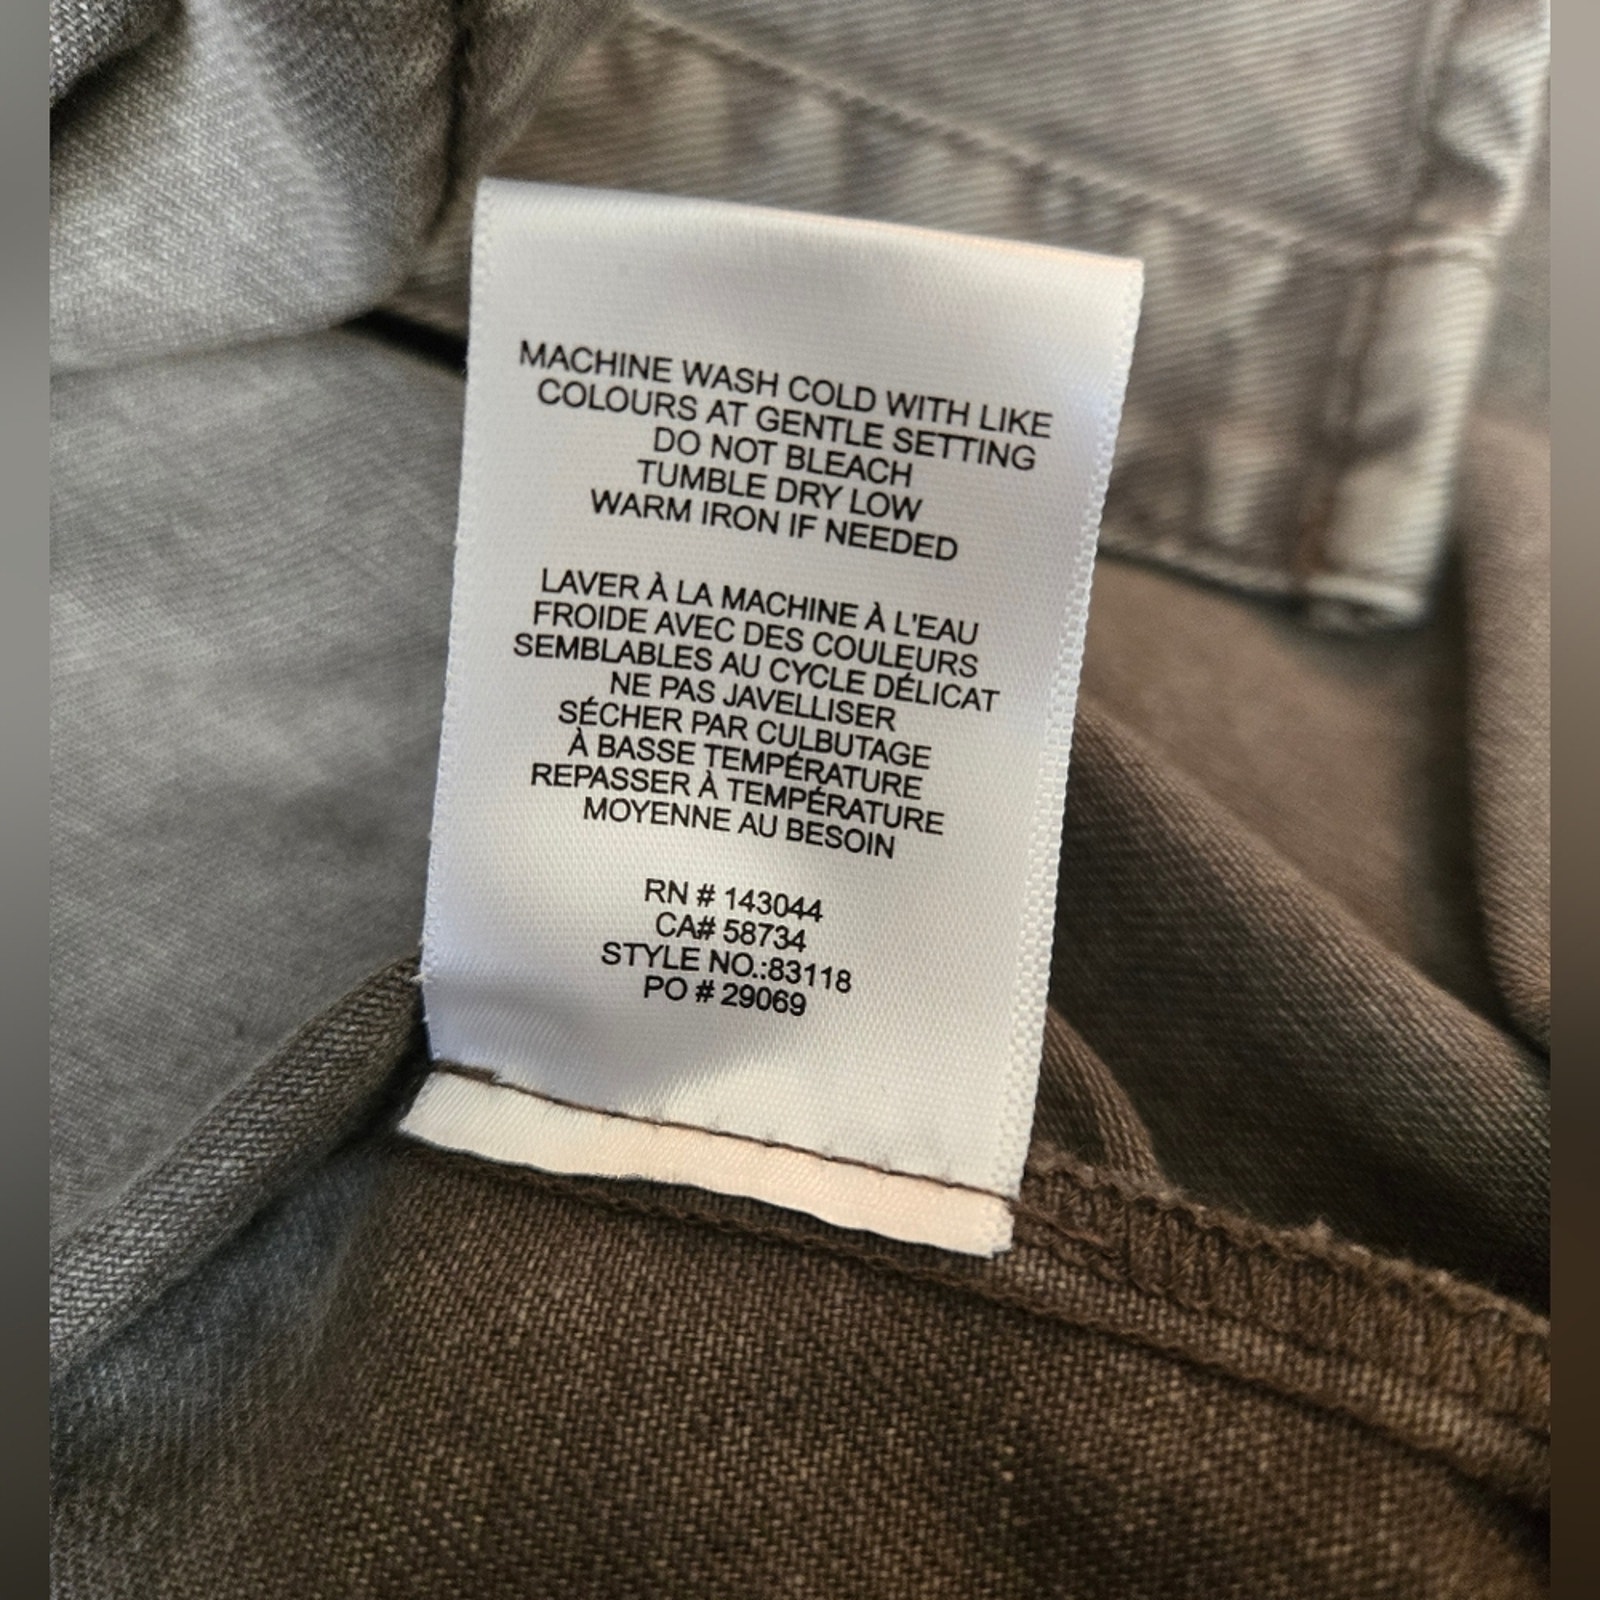 MACHINE WASH COLD WITH LIKE
COLOURS AT GENTLE SETTING
DO NOT BLEACH
TUMBLE DRY LOW
WARM IRON IF NEEDED
LAVER À LA MACHINE À L'EAU
FROIDE AVEC DES COULEURS
SEMBLABLES AU CYCLE DÉLICAT
NE PAS JAVELLISER
SÉCHER PAR CULBUTAGE
À BASSE TEMPÉRATURE
REPASSER À TEMPÉRATURE
MOYENNE AU BESOIN
RN # 143044
CA# 58734
STYLE NO.:83118
PO # 29069